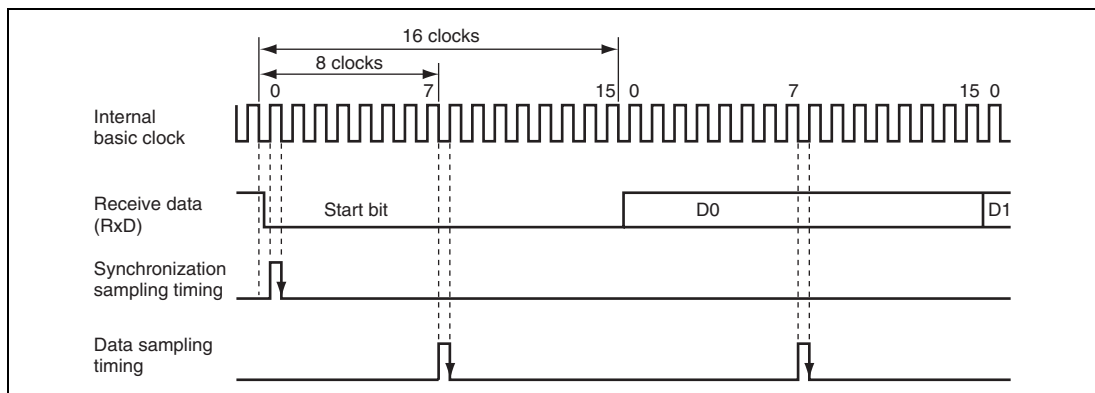 16 clocks
8 clocks
0 7 15 0 7 15 0
Internal
basic clock
Receive data
(RxD)
Start bit D0 D1
Synchronization
sampling timing
Data sampling
timing